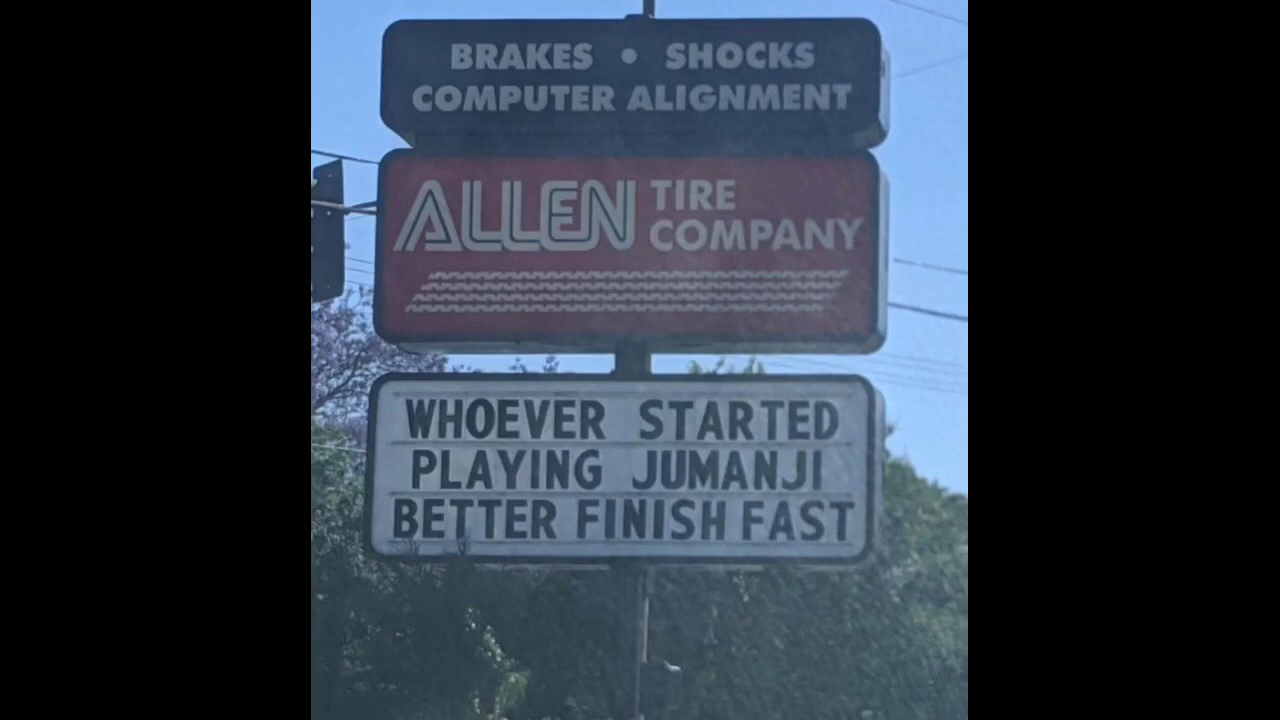 BRAKES • SHOCKS
COMPUTER ALIGNMENT
ALLEN TIRE
COMPANY
WHOEVER STARTED
PLAYING JUMANJI
BETTER FINISH FAST